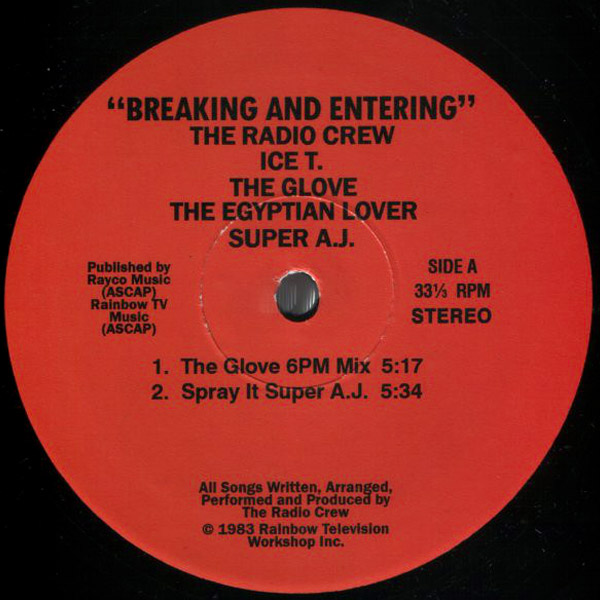 “BREAKING AND ENTERING”
THE RADIO CREW
ICE T.
THE GLOVE
THE EGYPTIAN LOVER
SUPER A.J.
Published by
Rayco Music
(ASCAP)
Rainbow TV
Music
(ASCAP)
SIDE A
33⅓ RPM
STEREO
1. The Glove 6PM Mix 5:17
2. Spray It Super A.J. 5:34
All Songs Written, Arranged,
Performed and Produced by
The Radio Crew
© 1983 Rainbow Television
Workshop Inc.